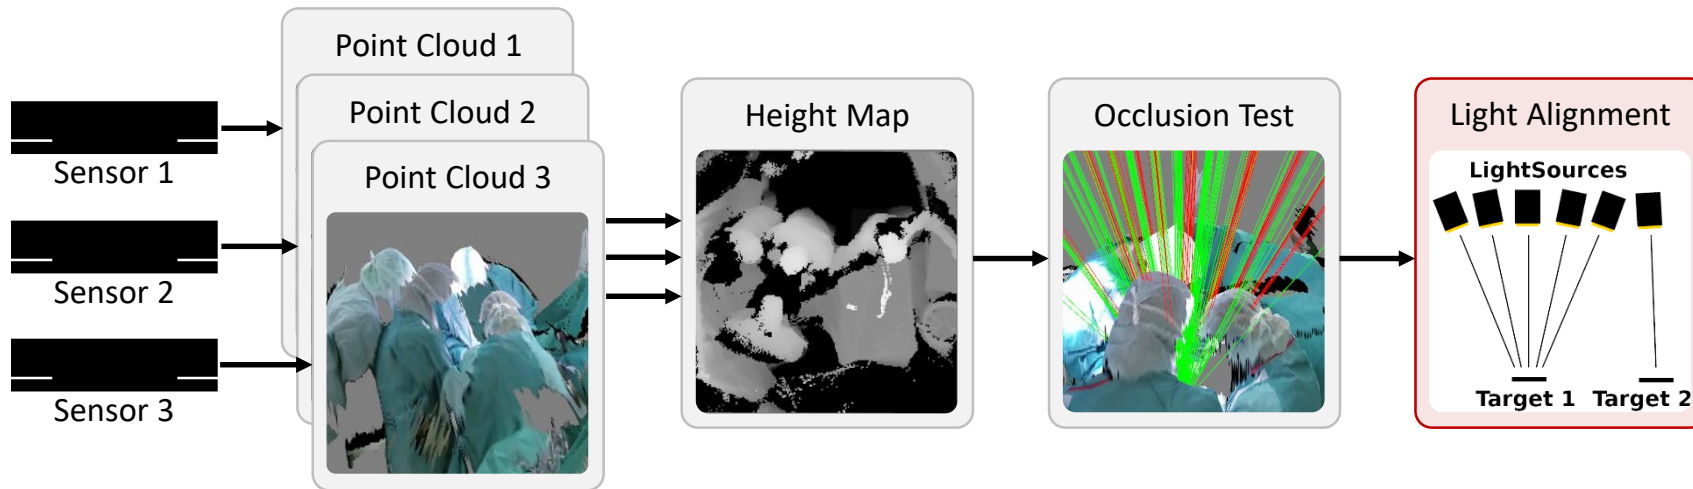 Point Cloud 1
Point Cloud 2
Point Cloud 3
Sensor 1
Sensor 2
Sensor 3
Height Map
Occlusion Test
Light Alignment
LightSources
Target 1
Target 2